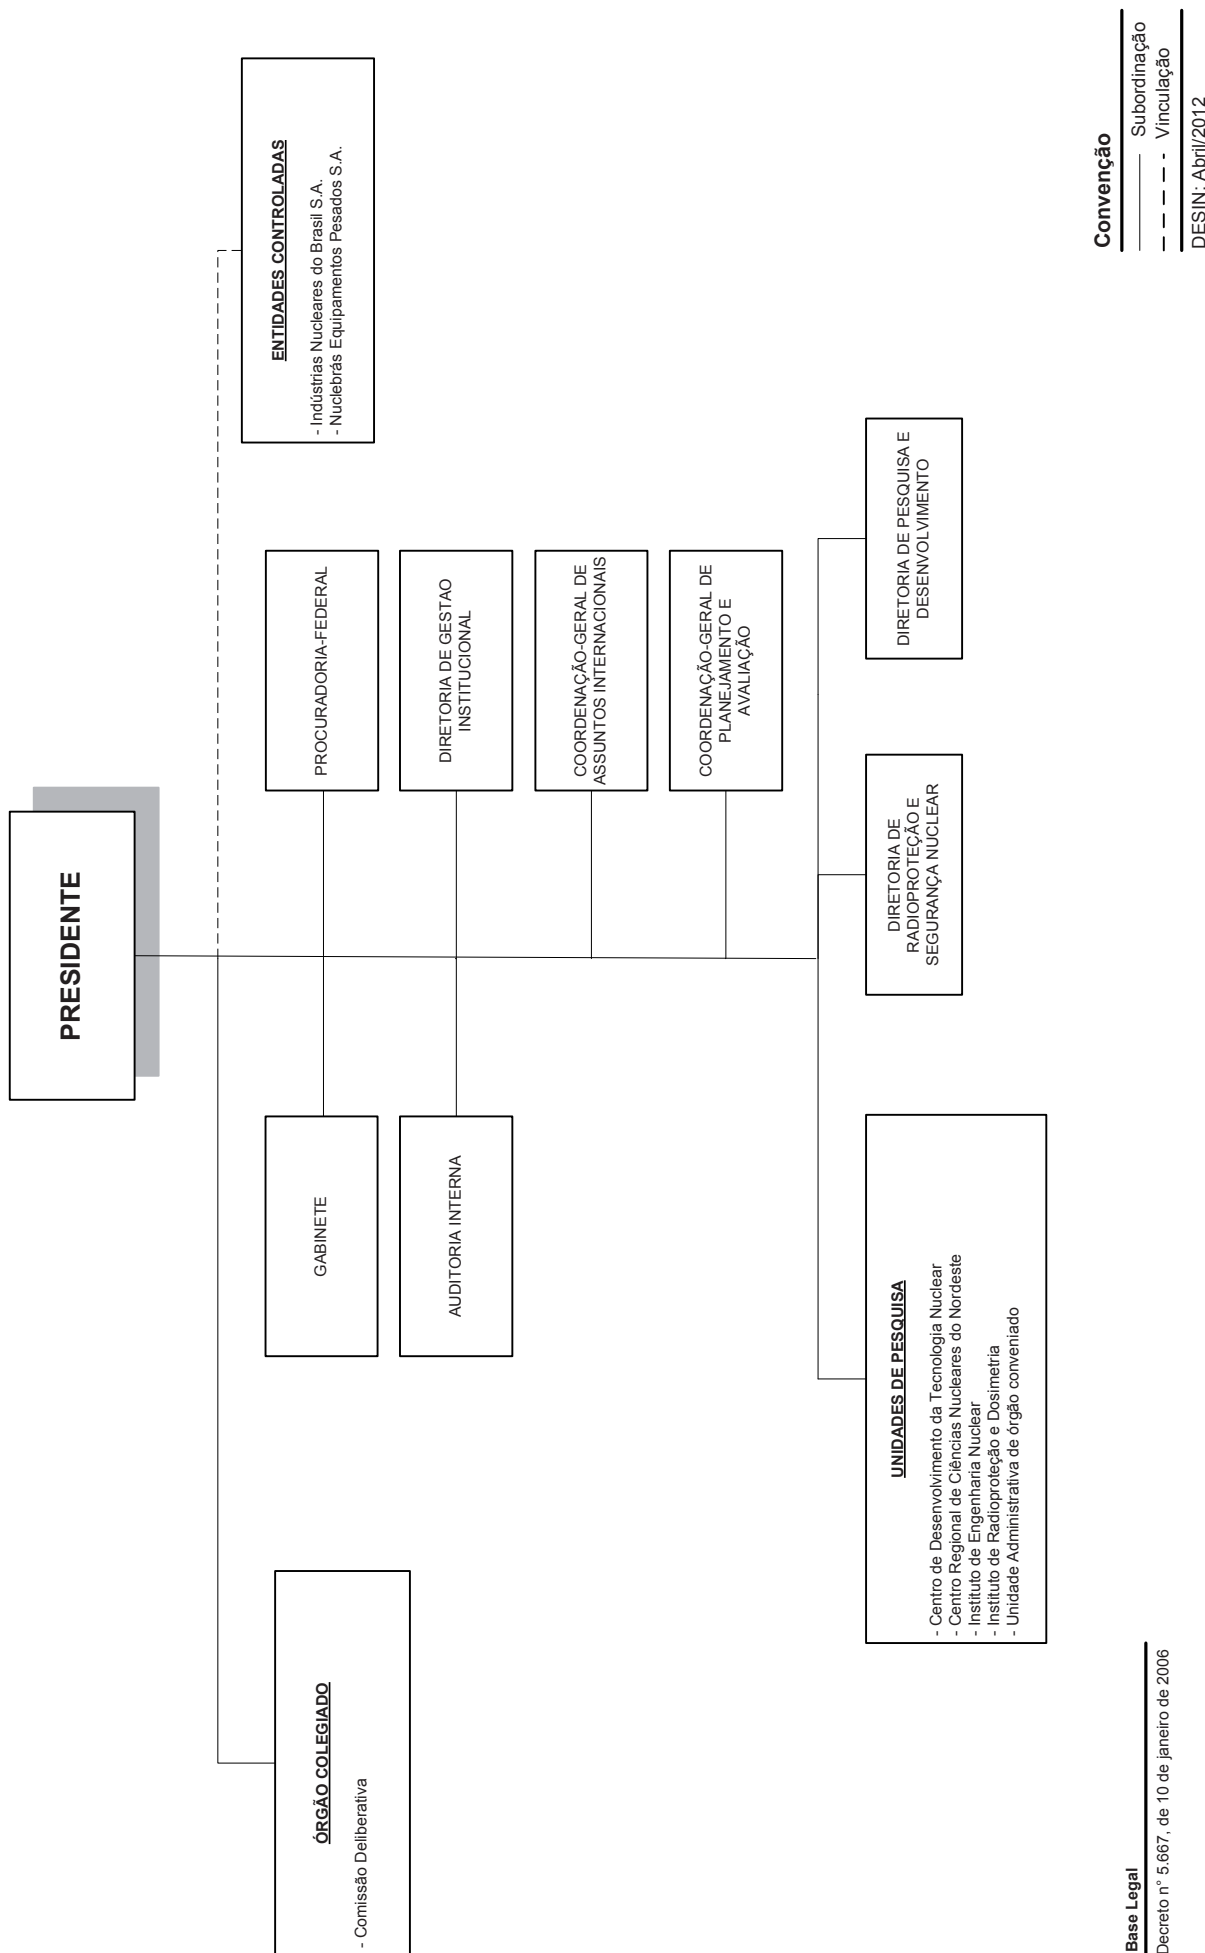 PRESIDENTE
ÓRGÃO COLEGIADO
- Comissão Deliberativa
ENTIDADES CONTROLADAS
- Indústrias Nucleares do Brasil S.A.
- Nuclebrás Equipamentos Pesados S.A.
GABINETE
PROCURADORIA-FEDERAL
AUDITORIA INTERNA
DIRETORIA DE GESTAO
INSTITUCIONAL
COORDENAÇÃO-GERAL DE
ASSUNTOS INTERNACIONAIS
COORDENAÇÃO-GERAL DE
PLANEJAMENTO E
AVALIAÇÃO
UNIDADES DE PESQUISA
- Centro de Desenvolvimento da Tecnologia Nuclear
- Centro Regional de Ciências Nucleares do Nordeste
- Instituto de Engenharia Nuclear
- Instituto de Radioproteção e Dosimetria
- Unidade Administrativa de órgão conveniado
DIRETORIA DE
RADIOPROTEÇÃO E
SEGURANÇA NUCLEAR
DIRETORIA DE PESQUISA E
DESENVOLVIMENTO
Base Legal
Decreto n° 5.667, de 10 de janeiro de 2006
Convenção
Subordinação
Vinculação
DESIN: Abril/2012